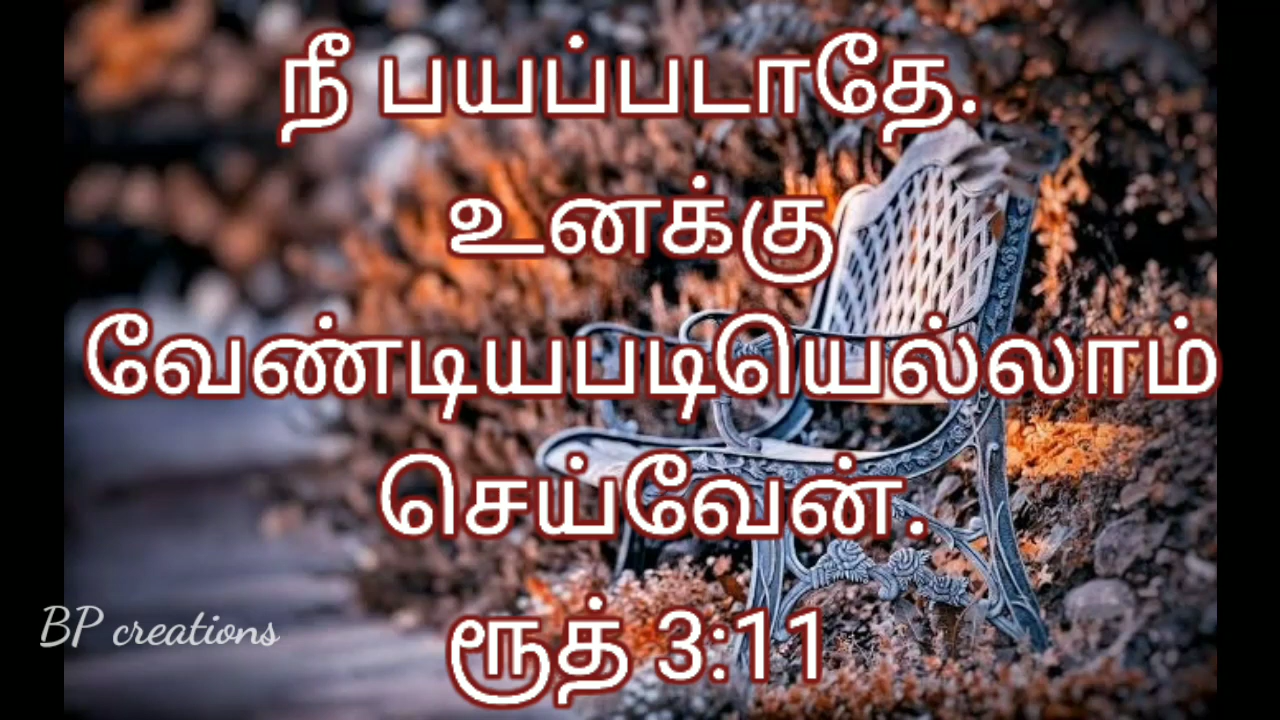 நீ பயப்படாதே.
உனக்கு
வேண்டியபடியெல்லாம்
செய்வேன்.
ரூத் 3:11
BP creations